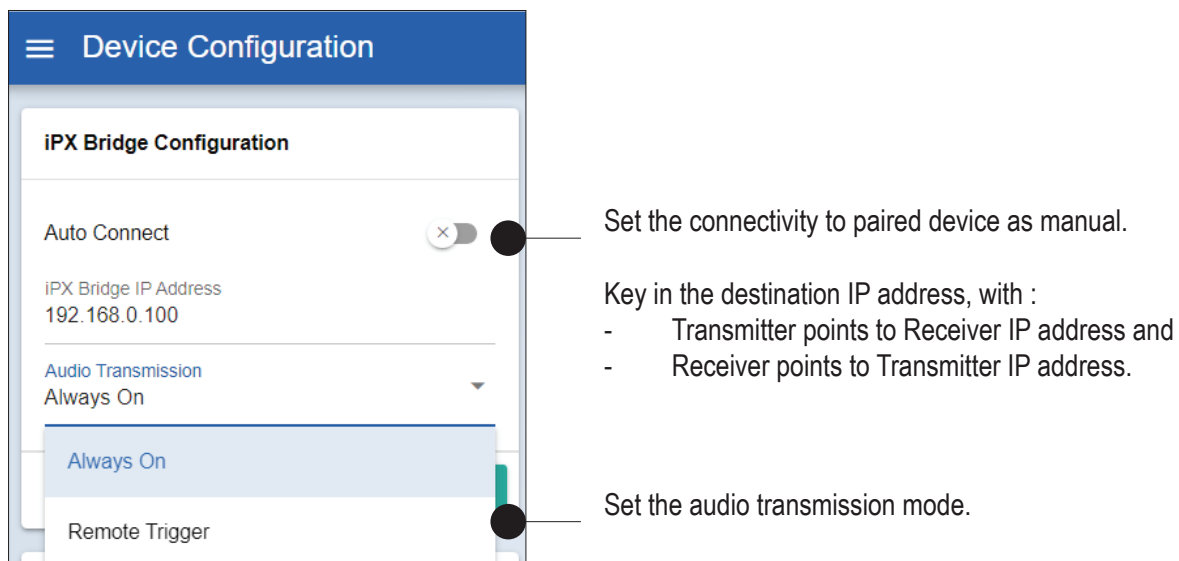 Device Configuration
iPX Bridge Configuration
Auto Connect
iPX Bridge IP Address
192.168.0.100
Audio Transmission
Always On
Always On
Remote Trigger
Set the connectivity to paired device as manual.
Key in the destination IP address, with :
- Transmitter points to Receiver IP address and
- Receiver points to Transmitter IP address.
Set the audio transmission mode.